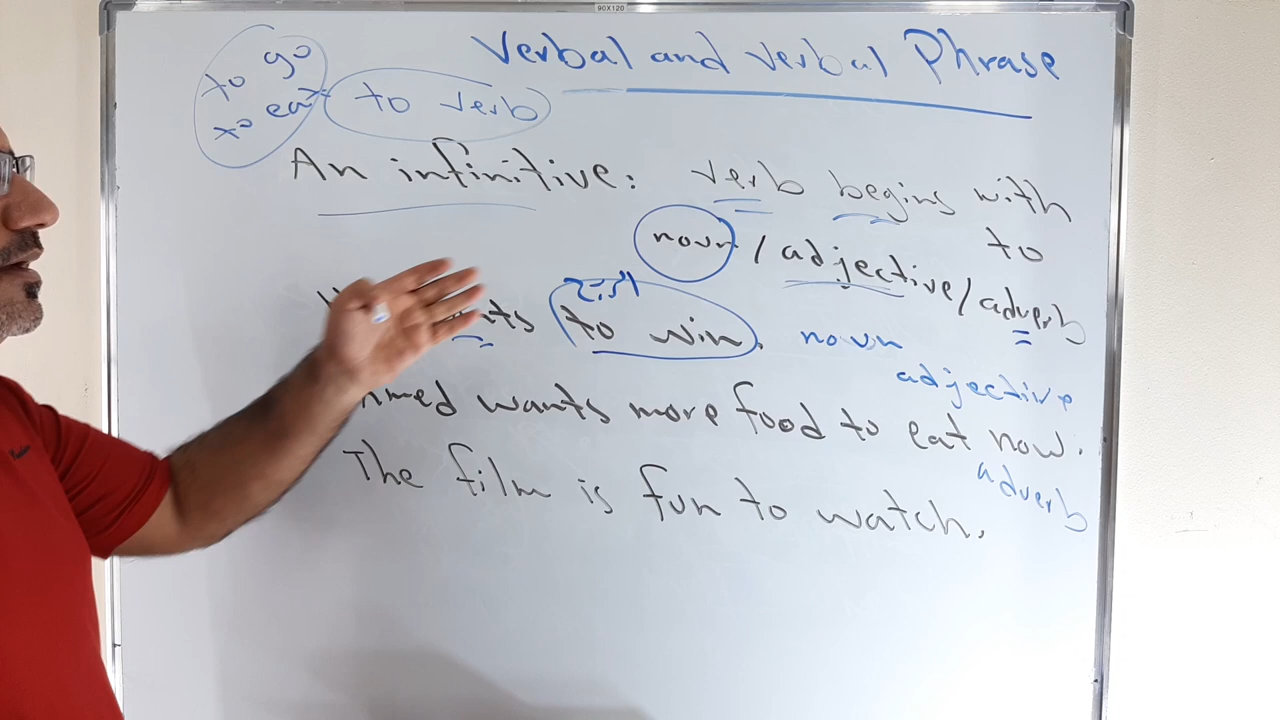 90X120
Verbal and verbal Phrase
to go
to eat
to verb
An infinitive: verb begins with to
noun / adjective / adverb
to win. noun
adjective
wants more food to eat now.
adverb
The film is fun to watch.